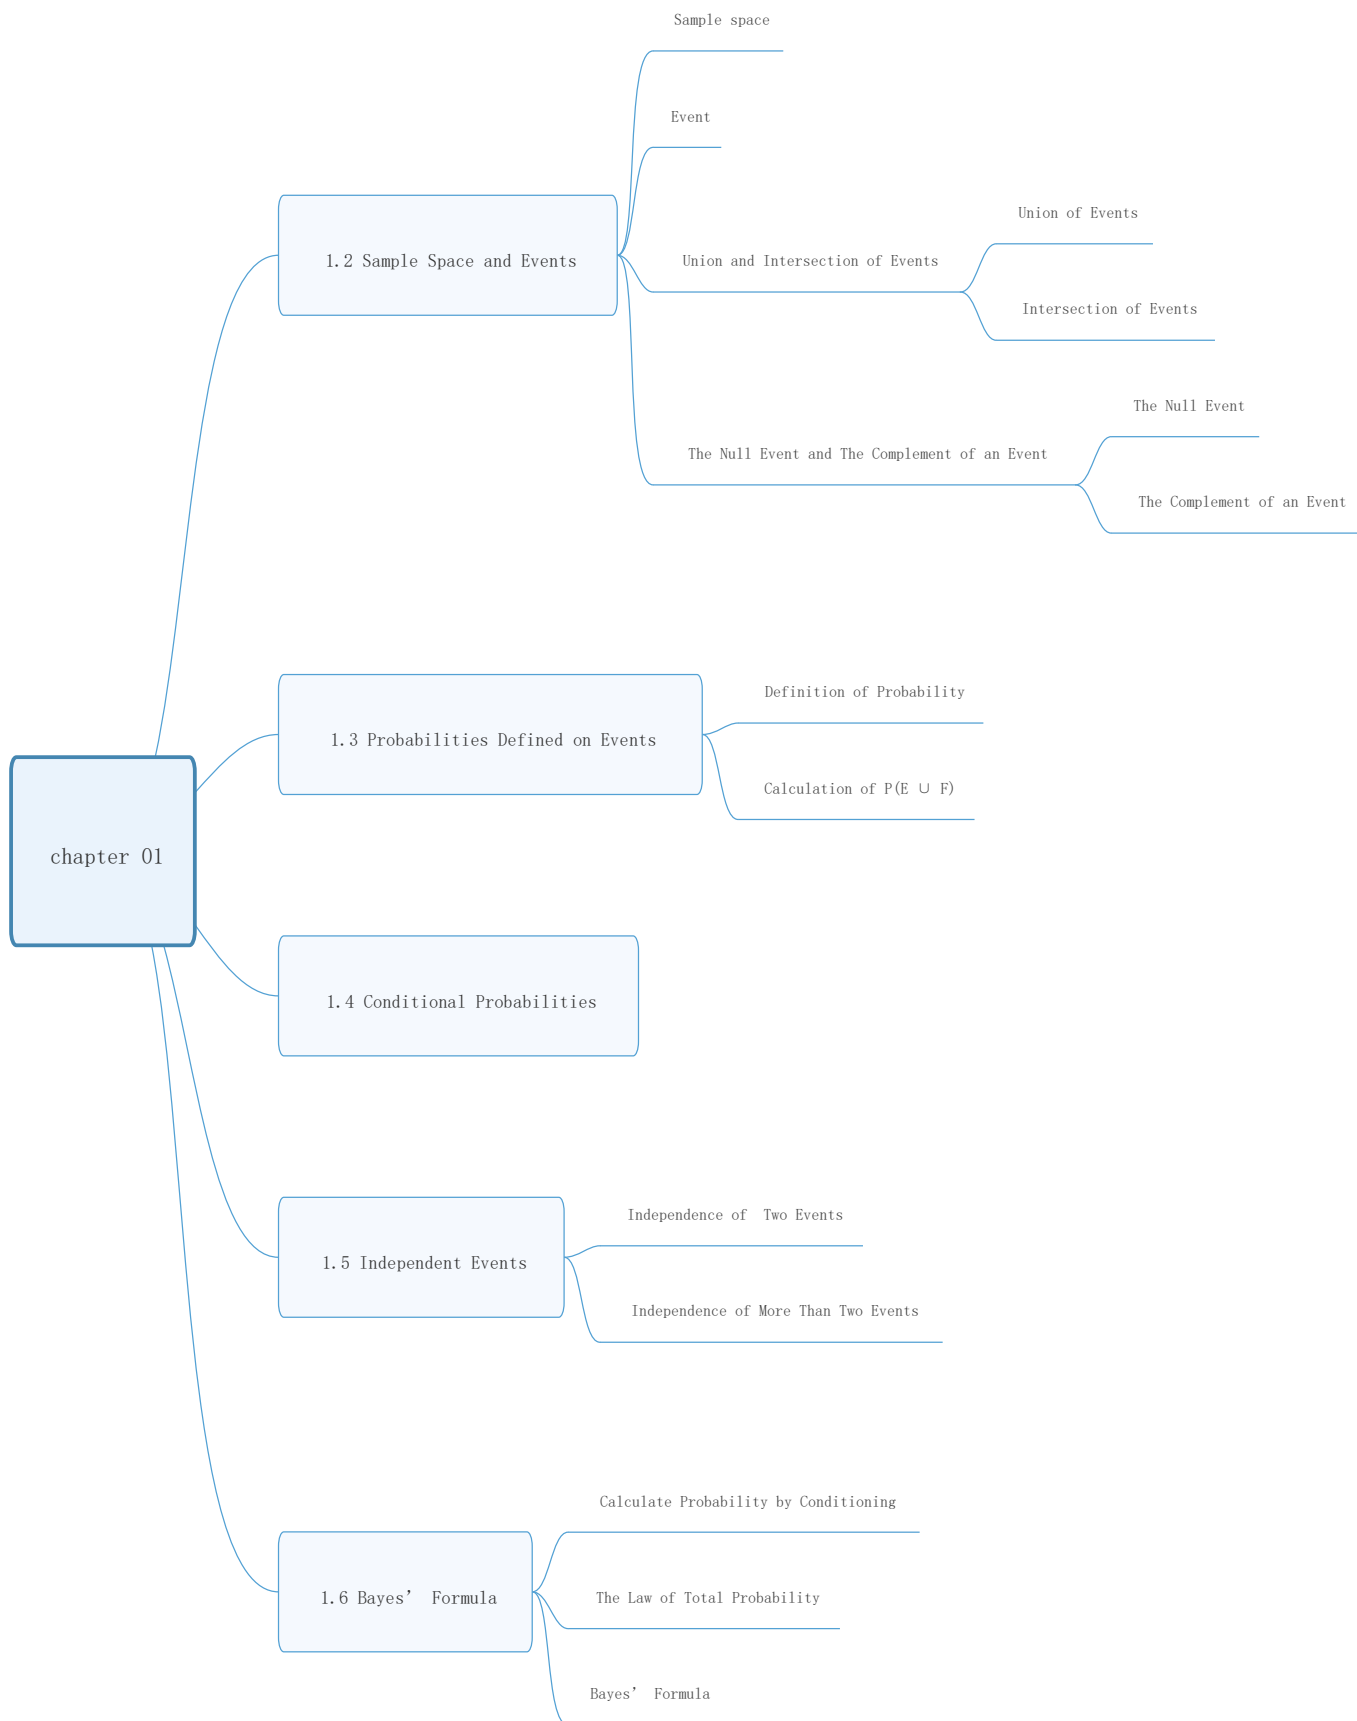 chapter 01
1.2 Sample Space and Events
Sample space
Event
Union and Intersection of Events
Union of Events
Intersection of Events
The Null Event and The Complement of an Event
The Null Event
The Complement of an Event
1.3 Probabilities Defined on Events
Definition of Probability
Calculation of P(E ∪ F)
1.4 Conditional Probabilities
1.5 Independent Events
Independence of  Two Events
Independence of More Than Two Events
1.6 Bayes’ Formula
Calculate Probability by Conditioning
The Law of Total Probability
Bayes’ Formula